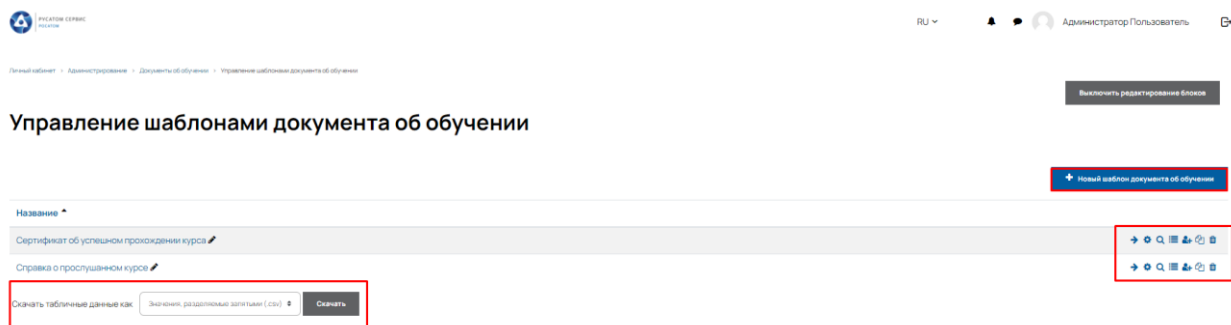 РУСАТОМ СЕРВИС
РОСАТОМ
RU
Администратор Пользователь
Личный кабинет > Администрирование > Документы об обучении > Управление шаблонами документа об обучении
Выключить редактирование блоков
Управление шаблонами документа об обучении
+ Новый шаблон документа об обучении
Название
Сертификат об успешном прохождении курса
Справка о прослушанном курсе
Скачать табличные данные как Значения, разделяемые запятыми (.csv) Скачать